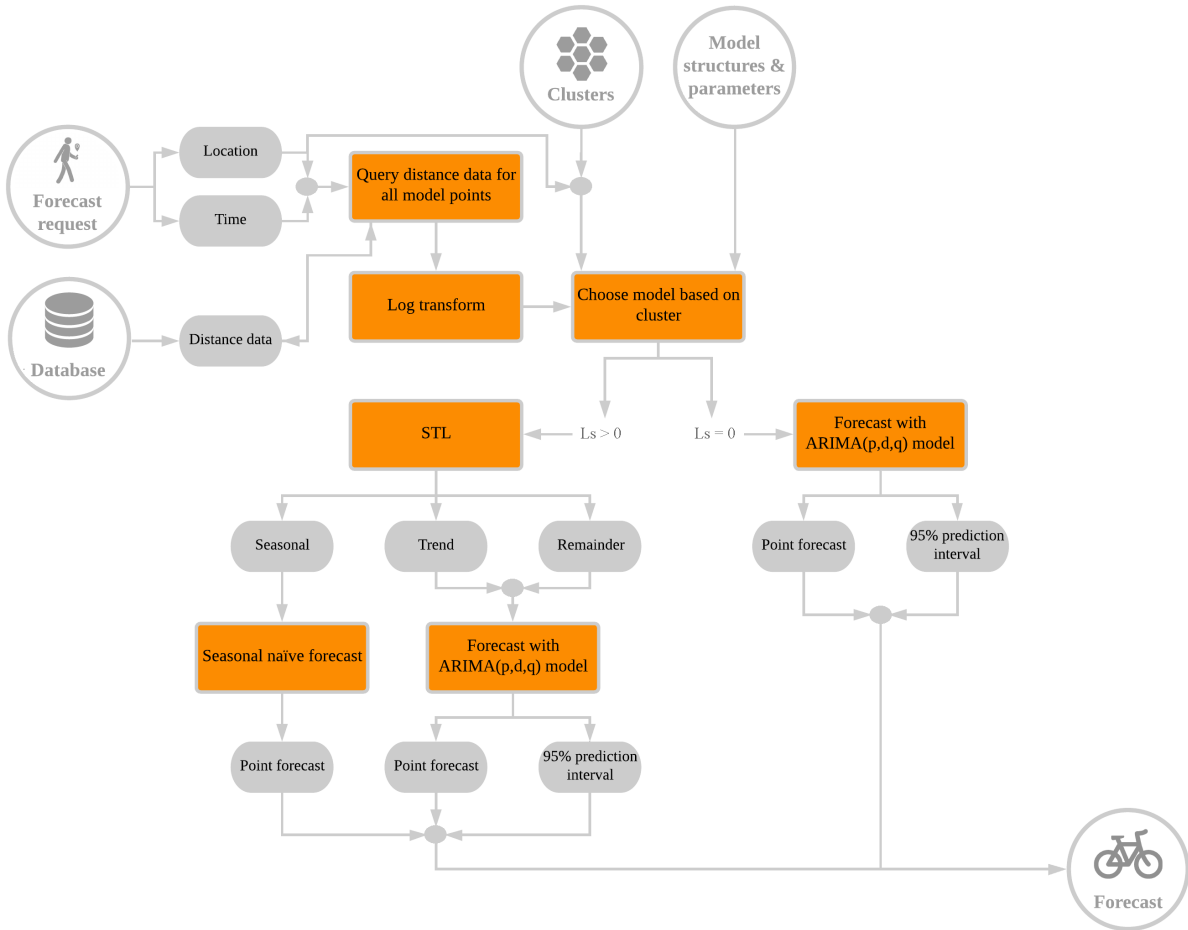 Clusters
Model
structures &
parameters
Forecast
request
Location
Time
Query distance data for
all model points
Database
Distance data
Log transform
Choose model based on
cluster
STL
Ls > 0
Ls = 0
Forecast with
ARIMA(p,d,q) model
Seasonal
Trend
Remainder
Point forecast
95% prediction
interval
Seasonal naïve forecast
Forecast with
ARIMA(p,d,q) model
Point forecast
Point forecast
95% prediction
interval
Forecast